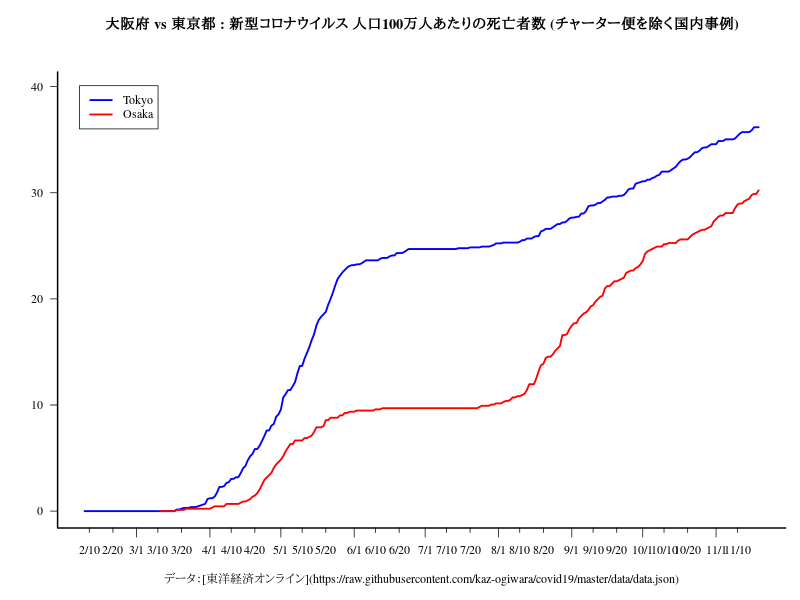 大阪府 vs 東京都 : 新型コロナウイルス 人口100万人あたりの死亡者数 (チャーター便を除く国内事例)
40
Tokyo
Osaka
30
20
10
0
2/10 2/20 3/1 3/10 3/20 4/1 4/10 4/20 5/1 5/10 5/20 6/1 6/10 6/20 7/1 7/10 7/20 8/1 8/10 8/20 9/1 9/10 9/20 10/1 10/10 10/20 11/1 11/10
データ:[東洋経済オンライン](https://raw.githubusercontent.com/kaz-ogiwara/covid19/master/data/data.json)